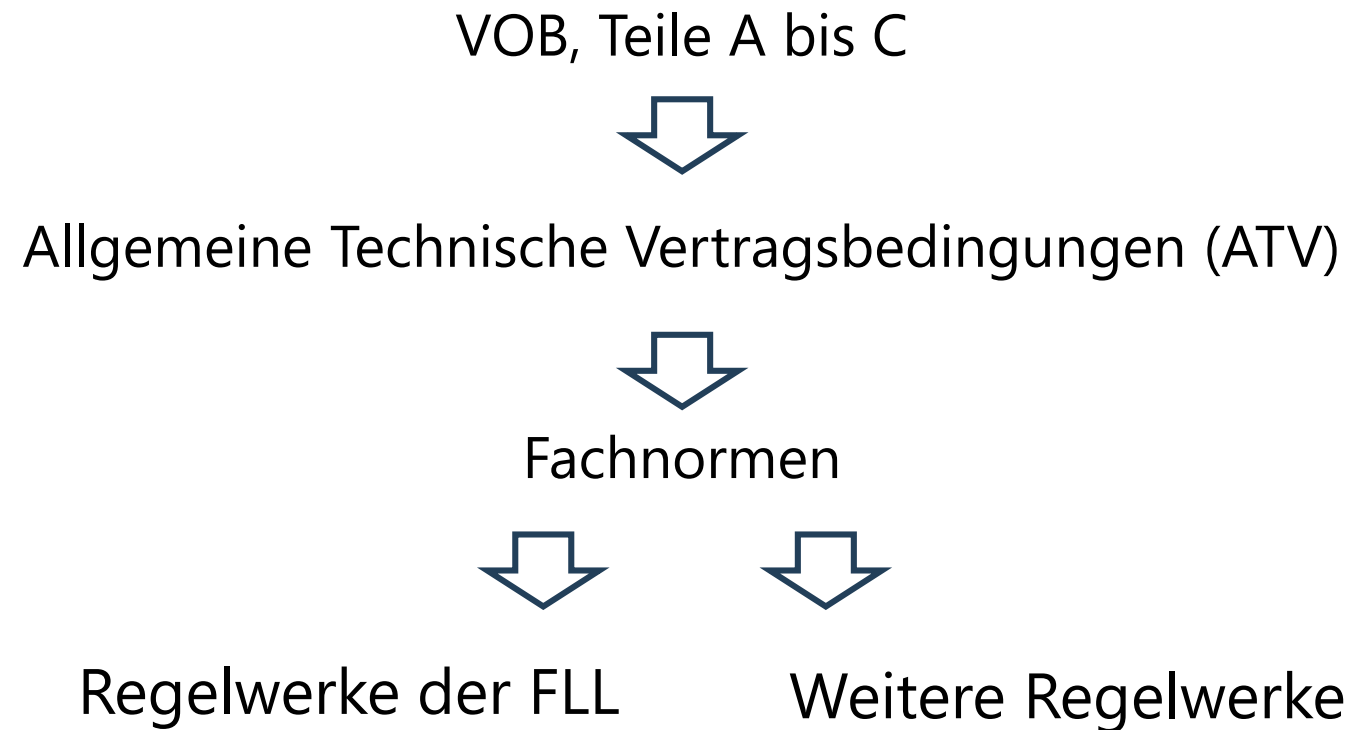 VOB, Teile A bis C
Allgemeine Technische Vertragsbedingungen (ATV)
Fachnormen
Regelwerke der FLL
Weitere Regelwerke